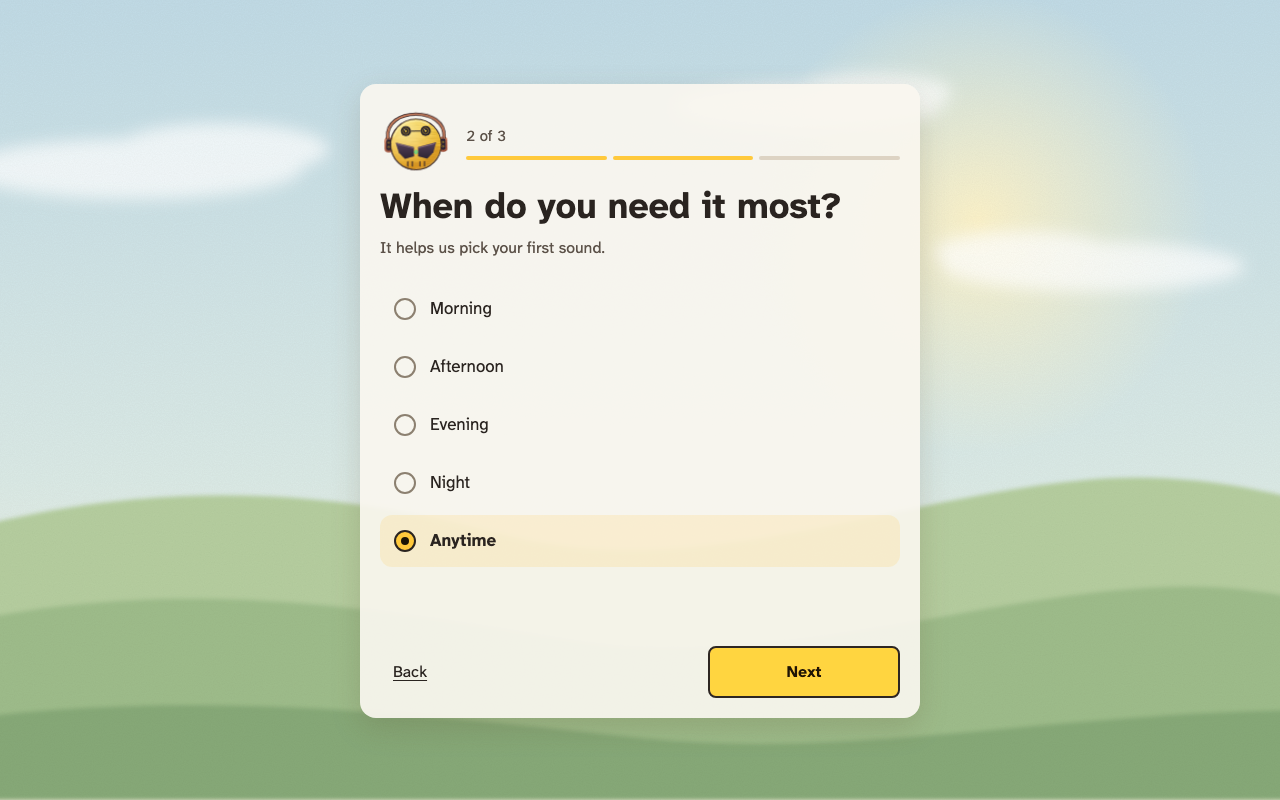 2 of 3
When do you need it most?
It helps us pick your first sound.
Morning
Afternoon
Evening
Night
Anytime
Back
Next